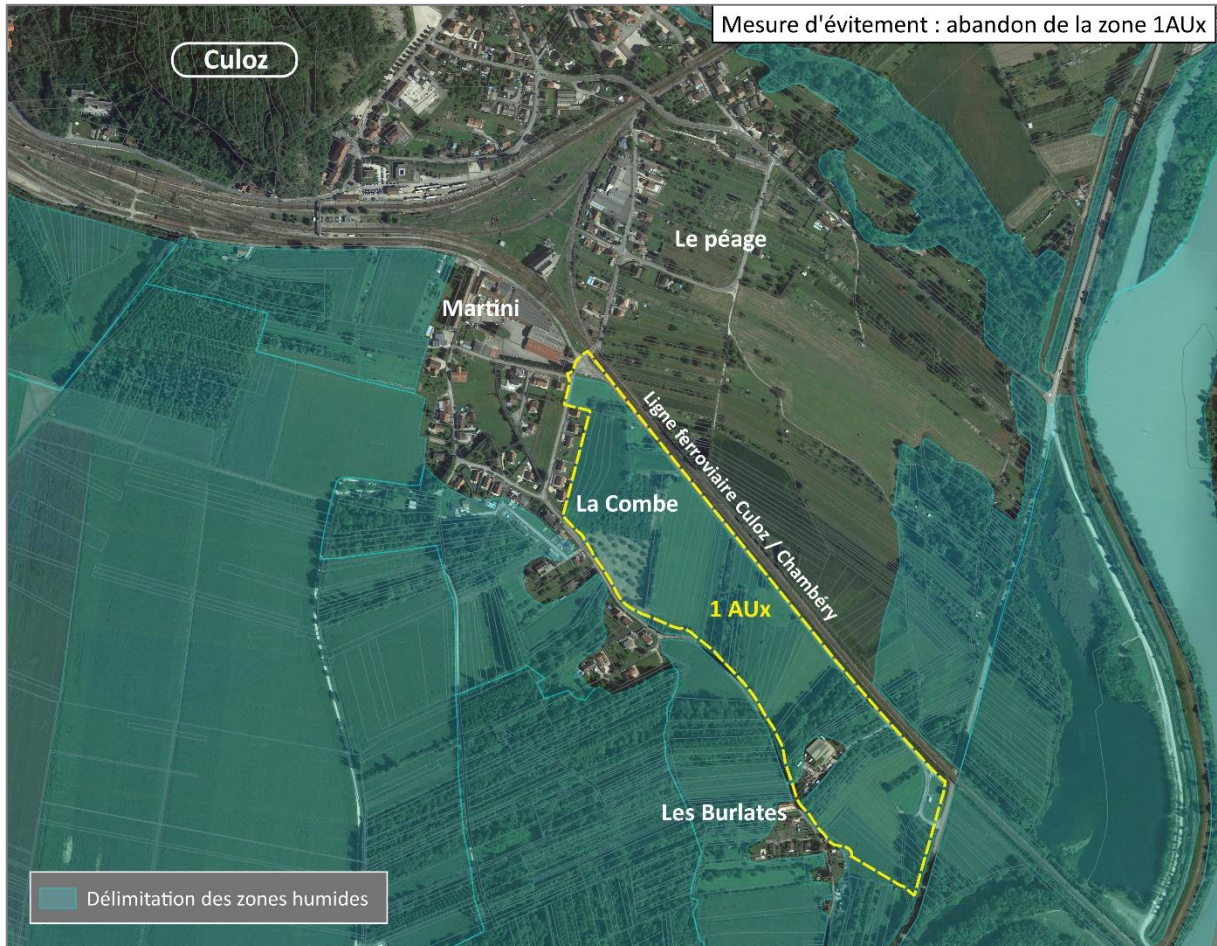 Mesure d'évitement : abandon de la zone 1AUx
Culoz
Le péage
Martini
Ligne ferroviaire Culoz / Chambéry
La Combe
1 AUx
Les Burlates
Délimitation des zones humides